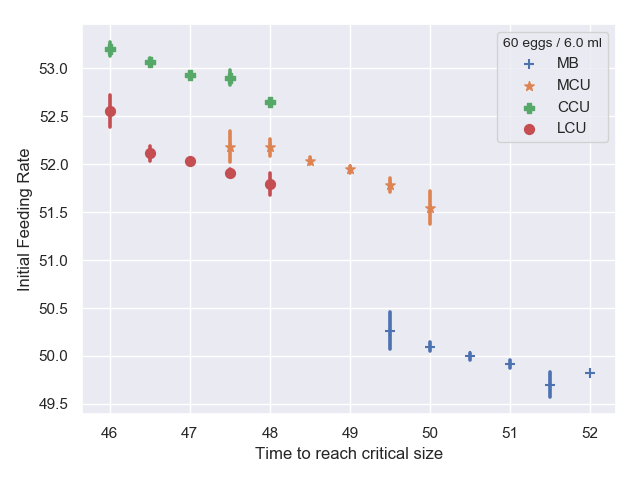 60 eggs / 6.0 ml
MB
MCU
CCU
LCU
Initial Feeding Rate
53.0
52.5
52.0
51.5
51.0
50.5
50.0
49.5
46 47 48 49 50 51 52
Time to reach critical size